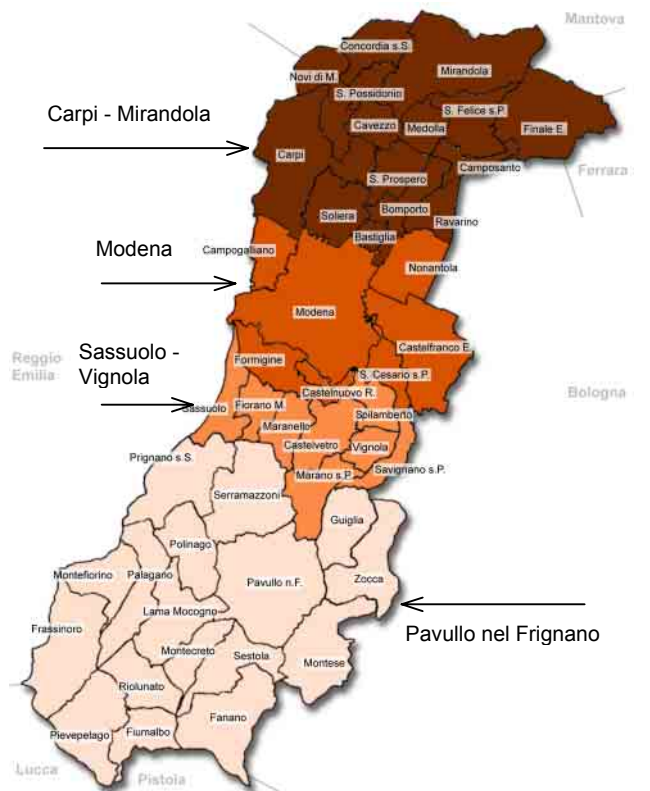 Mantova
Concordia s.S.
Novi di M.
Mirandola
S. Possidonio
S. Felice s.P.
Carpi - Mirandola
Cavezzo
Medolla
Finale E.
Carpi
Camposanto
Ferrara
S. Prospero
Soliera
Bomporto
Ravarino
Bastiglia
Campogalliano
Modena
Nonantola
Modena
Sassuolo -
Vignola
Reggio
Emilia
Formigine
Castelfranco E.
S. Cesario s.P.
Castelnuovo R.
Bologna
Sassuolo
Fiorano M.
Spilamberto
Maranello
Castelvetro
Vignola
Prignano s.S.
Marano s.P.
Savignano s.P.
Serramazzoni
Guiglia
Polinago
Montefiorino
Palagano
Pavullo n.F.
Zocca
Lama Mocogno
Frassinoro
Pavullo nel Frignano
Montecreto
Sestola
Montese
Riolunato
Fanano
Pievepelago
Fiumalbo
Lucca
Pistoia